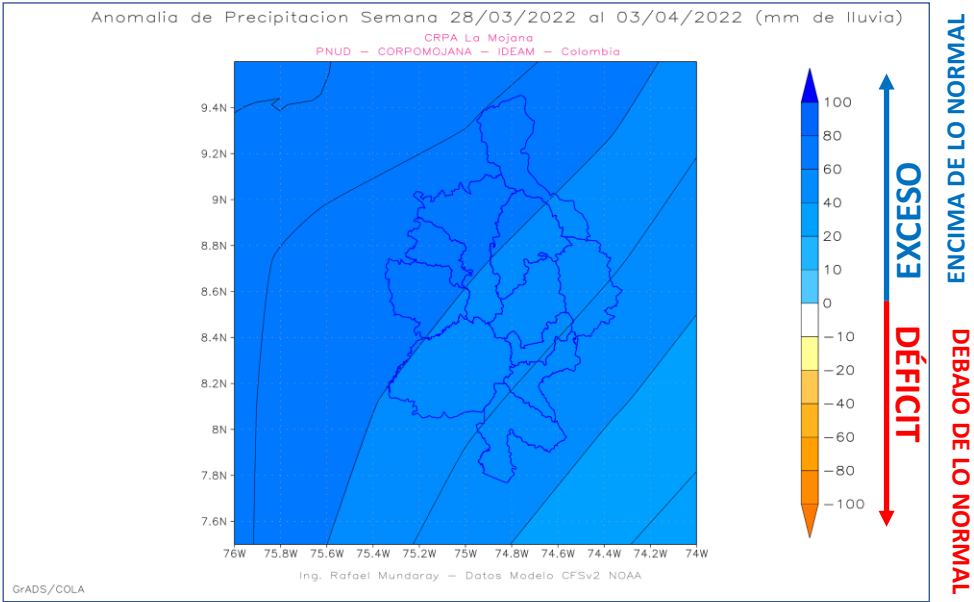 Anomalia de Precipitacion Semana 28/03/2022 al 03/04/2022 (mm de lluvia)
CRPA La Mojana
PNUD – CORPOMOJANA – IDEAM – Colombia
9.4N
9.2N
9N
8.8N
8.6N
8.4N
8.2N
8N
7.8N
7.6N
76W 75.8W 75.6W 75.4W 75.2W 75W 74.8W 74.6W 74.4W 74.2W 74W
100
80
60
40
20
10
0
−10
−20
−40
−60
−80
−100
EXCESO
DÉFICIT
ENCIMA DE LO NORMAL
DEBAJO DE LO NORMAL
Ing. Rafael Mundaray – Datos Modelo CFSv2 NOAA
GrADS/COLA